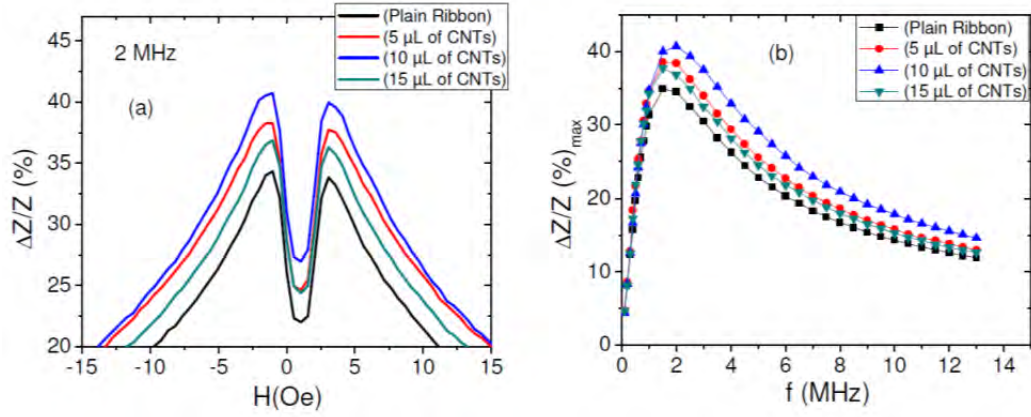 2 MHz
(a)
(Plain Ribbon)
(5 µL of CNTs)
(10 µL of CNTs)
(15 µL of CNTs)
45
40
35
30
25
20
-15 -10 -5 0 5 10 15
ΔZ/Z (%)
H(Oe)
(b)
(Plain Ribbon)
(5 µL of CNTs)
(10 µL of CNTs)
(15 µL of CNTs)
40
30
20
10
0
0 2 4 6 8 10 12 14
ΔZ/Z (%)max
f (MHz)